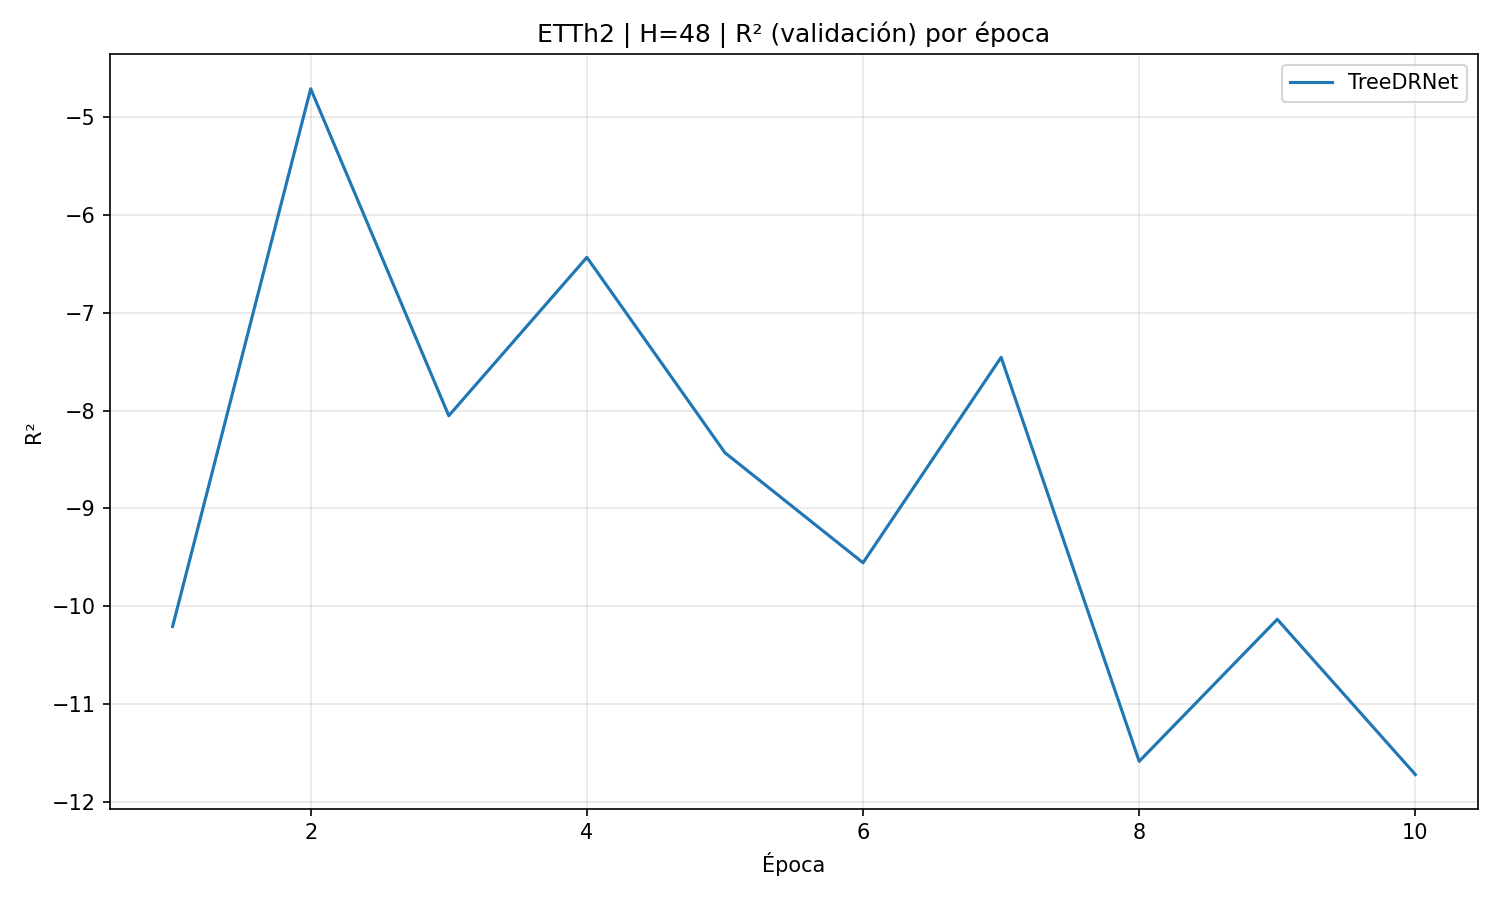 ETTh2 | H=48 | R² (validación) por época
TreeDRNet
−5
−6
−7
−8
−9
−10
−11
−12
R²
2 4 6 8 10
Época